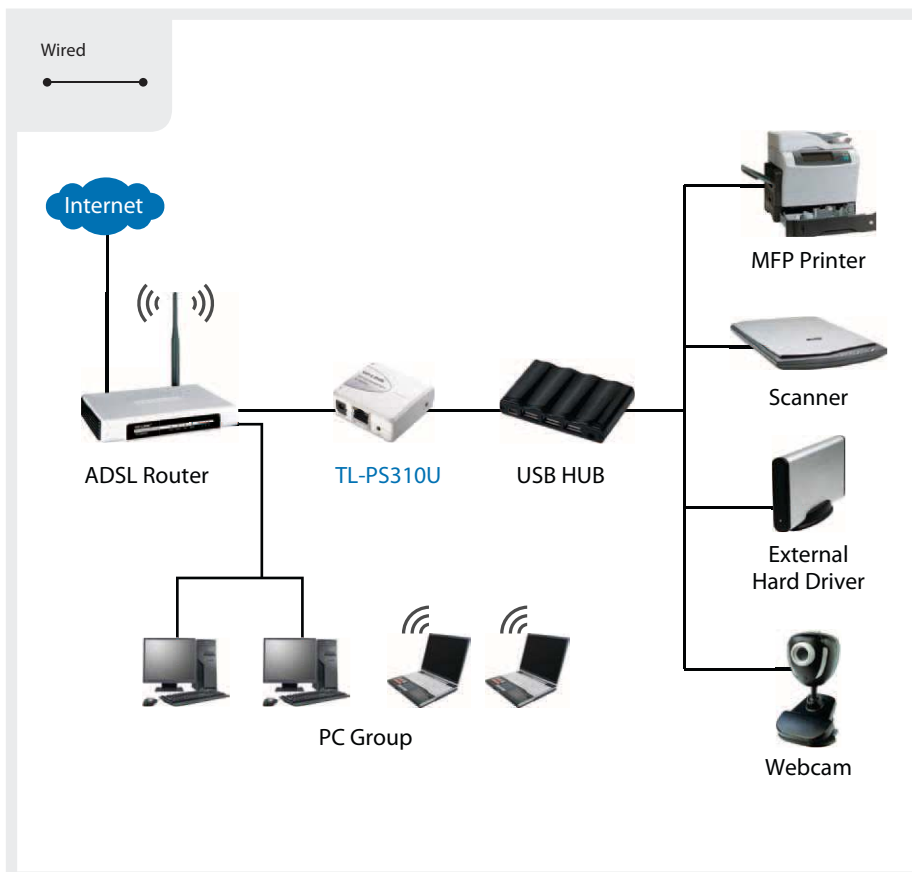 Wired
Internet
MFP Printer
Scanner
ADSL Router
TL-PS310U
USB HUB
External
Hard Driver
PC Group
Webcam